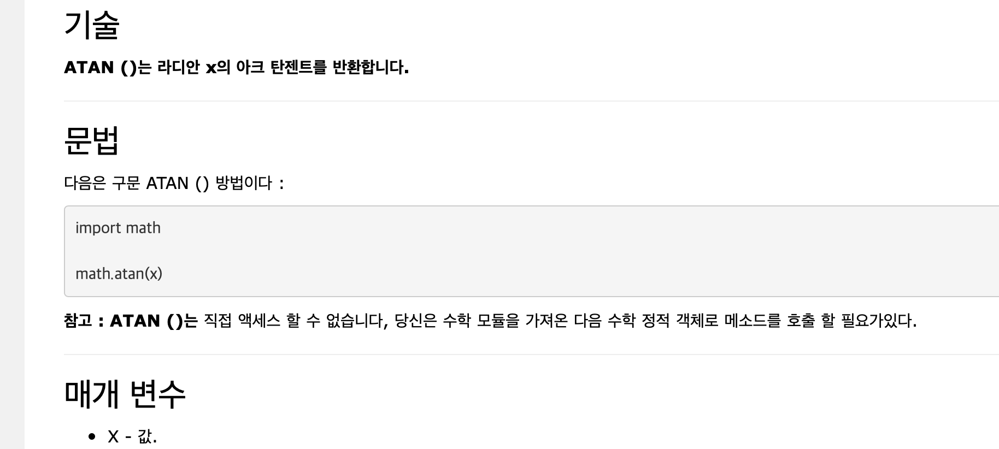 기술
ATAN ()는 라디안 x의 아크 탄젠트를 반환합니다.
문법
다음은 구문 ATAN () 방법이다 :
import math
math.atan(x)
참고 : ATAN ()는 직접 액세스 할 수 없습니다, 당신은 수학 모듈을 가져온 다음 수학 정적 객체로 메소드를 호출 할 필요가있다.
매개 변수
• X - 값.